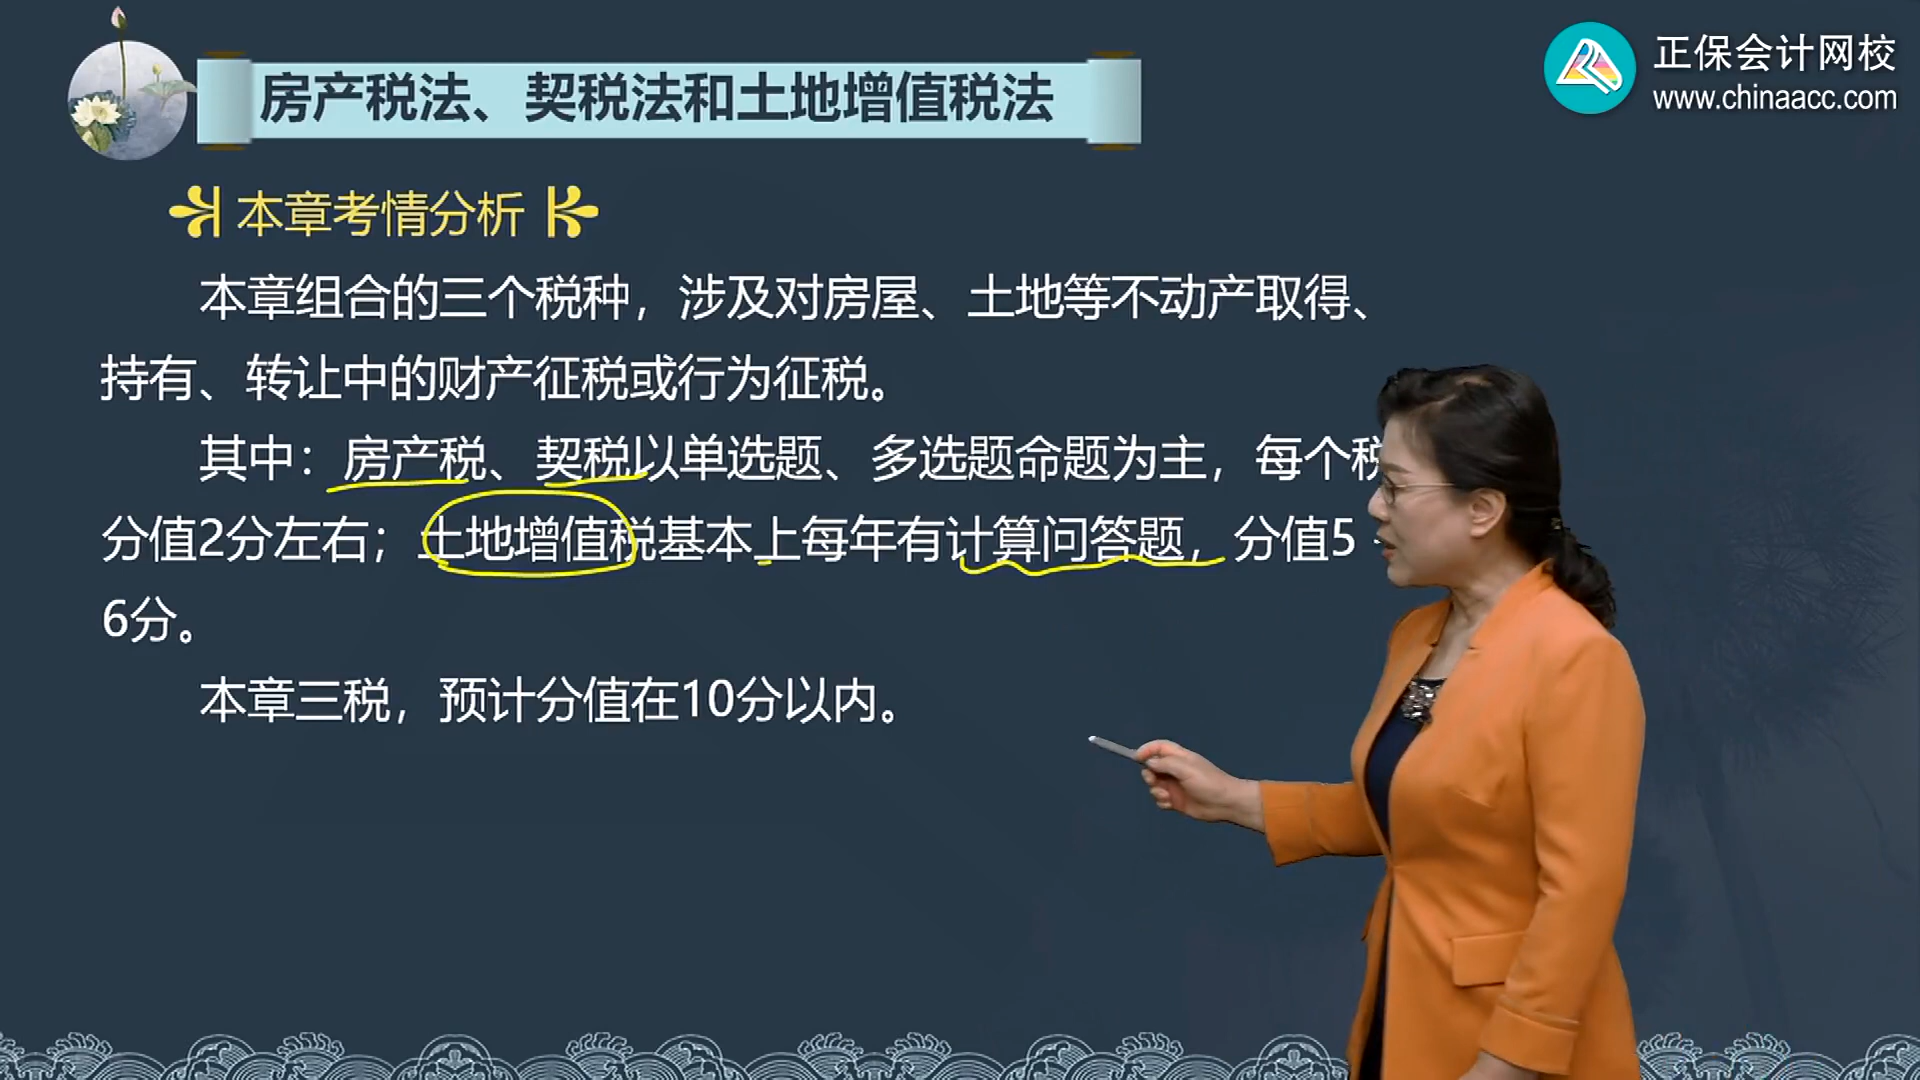 房产税法、契税法和土地增值税法
正保会计网校
www.chinaacc.com
本章考情分析
本章组合的三个税种，涉及对房屋、土地等不动产取得、
持有、转让中的财产征税或行为征税。
其中：房产税、契税以单选题、多选题命题为主，每个税
分值2分左右；土地增值税基本上每年有计算问答题，分值5
6分。
本章三税，预计分值在10分以内。